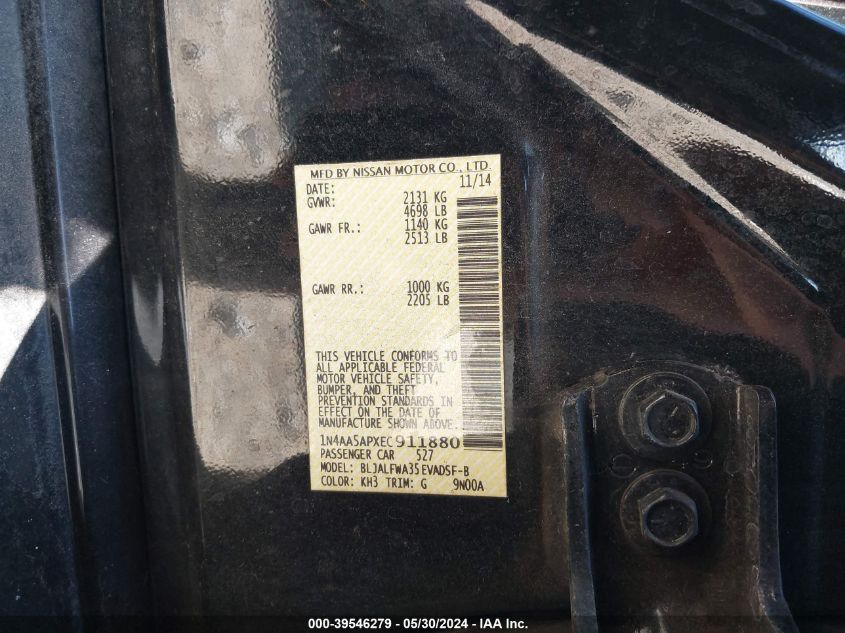 MFD BY NISSAN MOTOR CO., LTD.
DATE: 11/14
GVWR: 2131 KG
4698 LB
GAWR FR.: 1140 KG
2513 LB
GAWR RR.: 1000 KG
2205 LB
THIS VEHICLE CONFORMS TO
ALL APPLICABLE FEDERAL
MOTOR VEHICLE SAFETY,
BUMPER, AND THEFT
PREVENTION STANDARDS IN
EFFECT ON THE DATE OF
MANUFACTURE SHOWN ABOVE.
1N4AA5APXEC911880
PASSENGER CAR 527
MODEL: BLJALFWA35EVADSF-B
COLOR: KH3 TRIM: G 9N00A
000-39546279 - 05/30/2024 - IAA Inc.